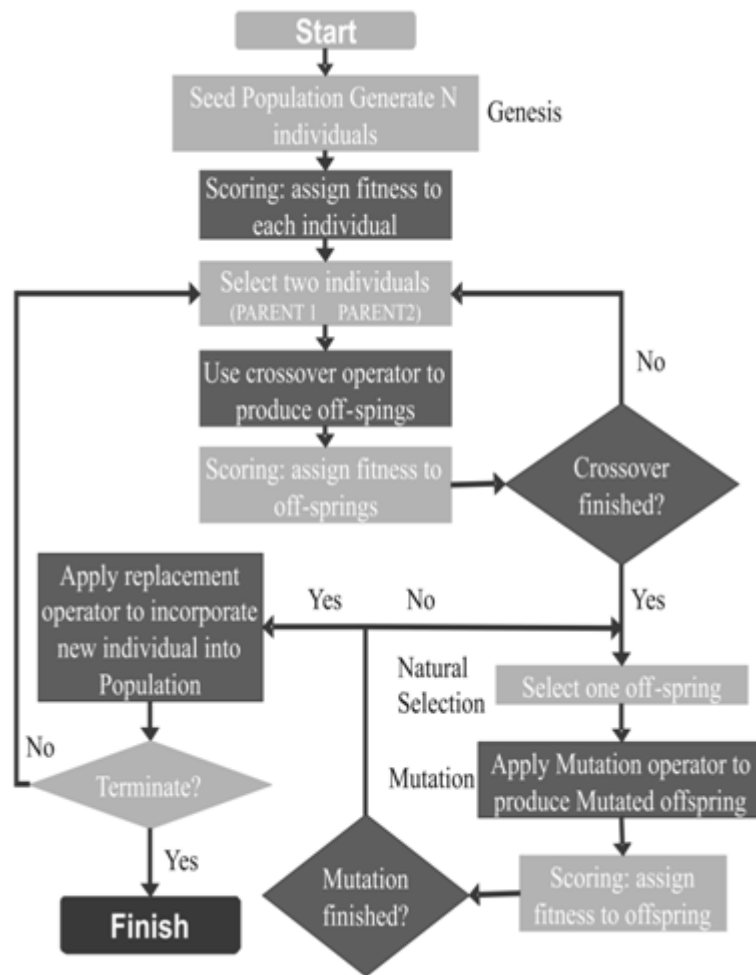 Start
Seed Population Generate N
individuals
Genesis
Scoring: assign fitness to
each individual
Select two individuals
(PARENT 1 PARENT2)
No
Use crossover operator to
produce off-spings
Scoring: assign fitness to
off-springs
Crossover
finished?
Apply replacement
operator to incorporate
new individual into
Population
Yes
No
Yes
Natural
Selection
Select one off-spring
No
Terminate?
Mutation
Apply Mutation operator to
produce Mutated offspring
Yes
Mutation
finished?
Scoring: assign
fitness to offspring
Finish